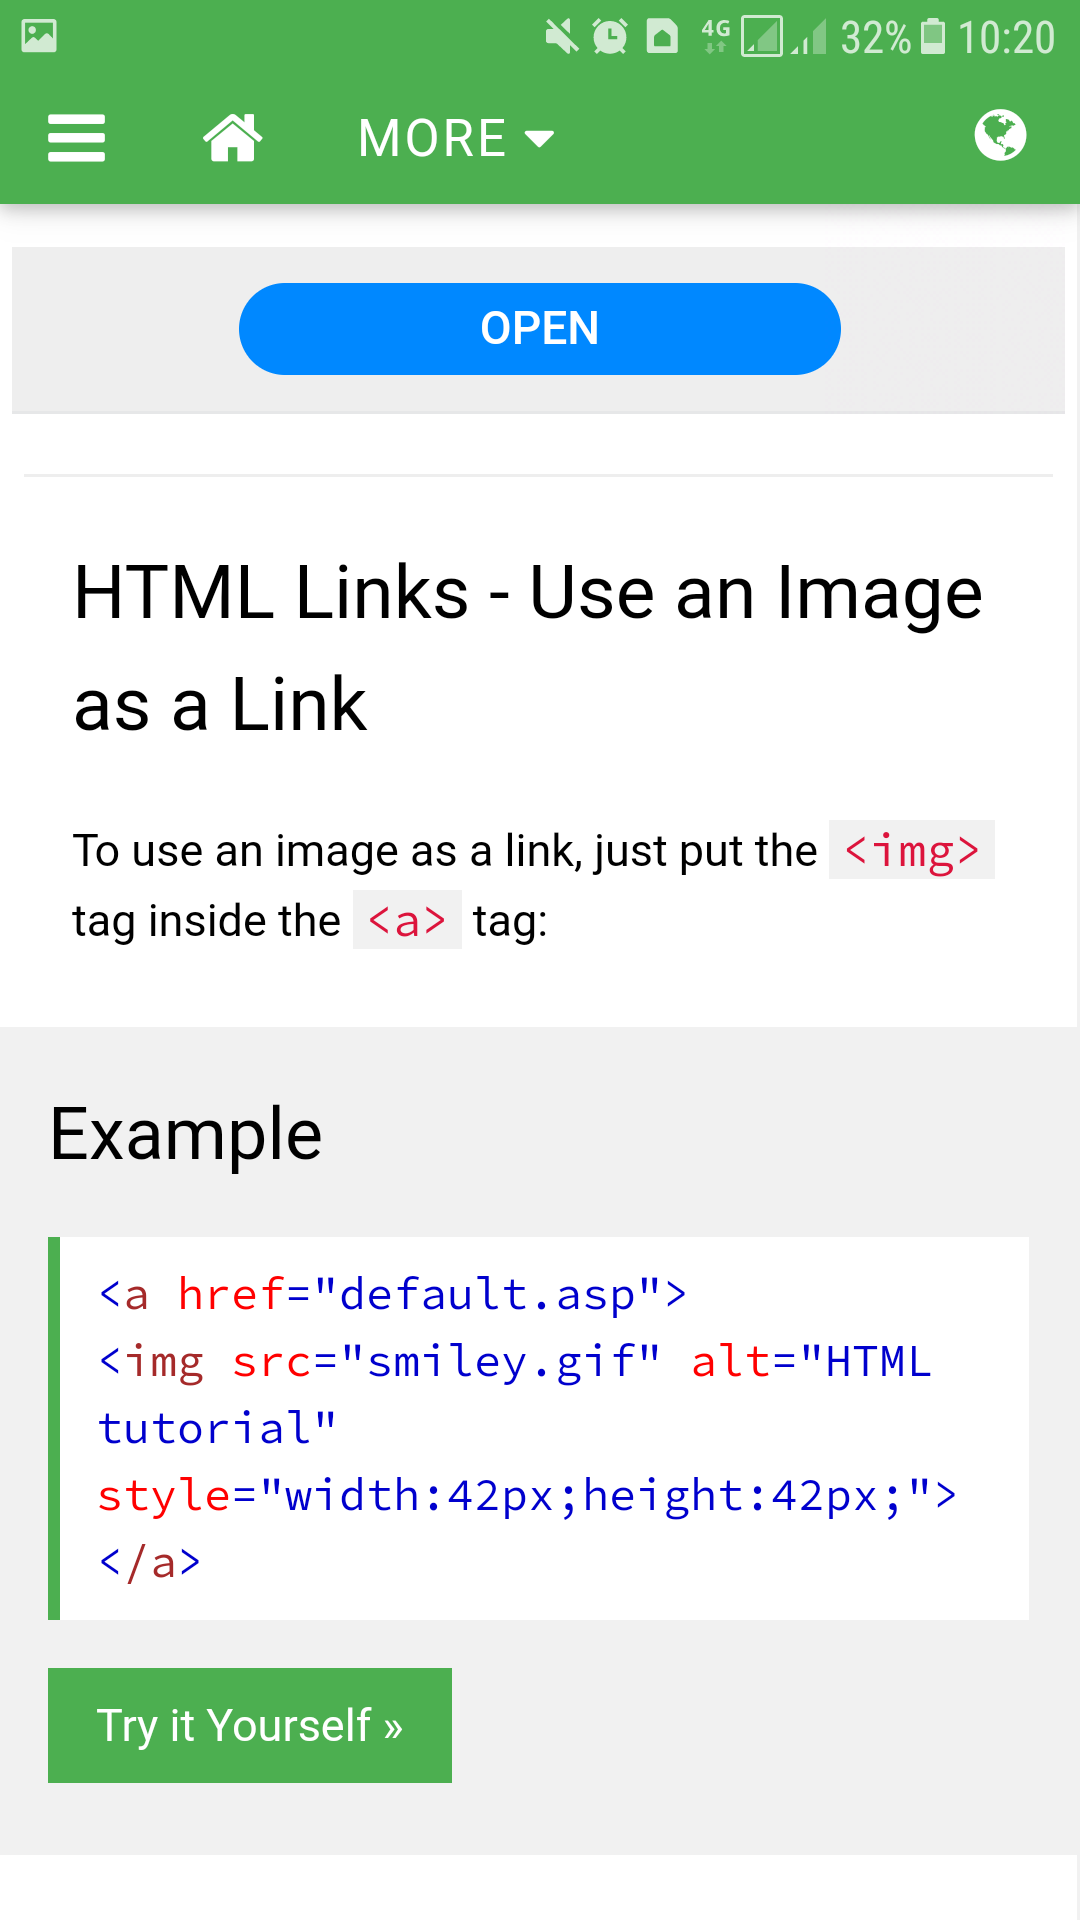 4G 32% 10:20
MORE
OPEN
HTML Links - Use an Image
as a Link
To use an image as a link, just put the <img>
tag inside the <a> tag:
Example
<a href="default.asp">
<img src="smiley.gif" alt="HTML
tutorial"
style="width:42px;height:42px;">
</a>
Try it Yourself »